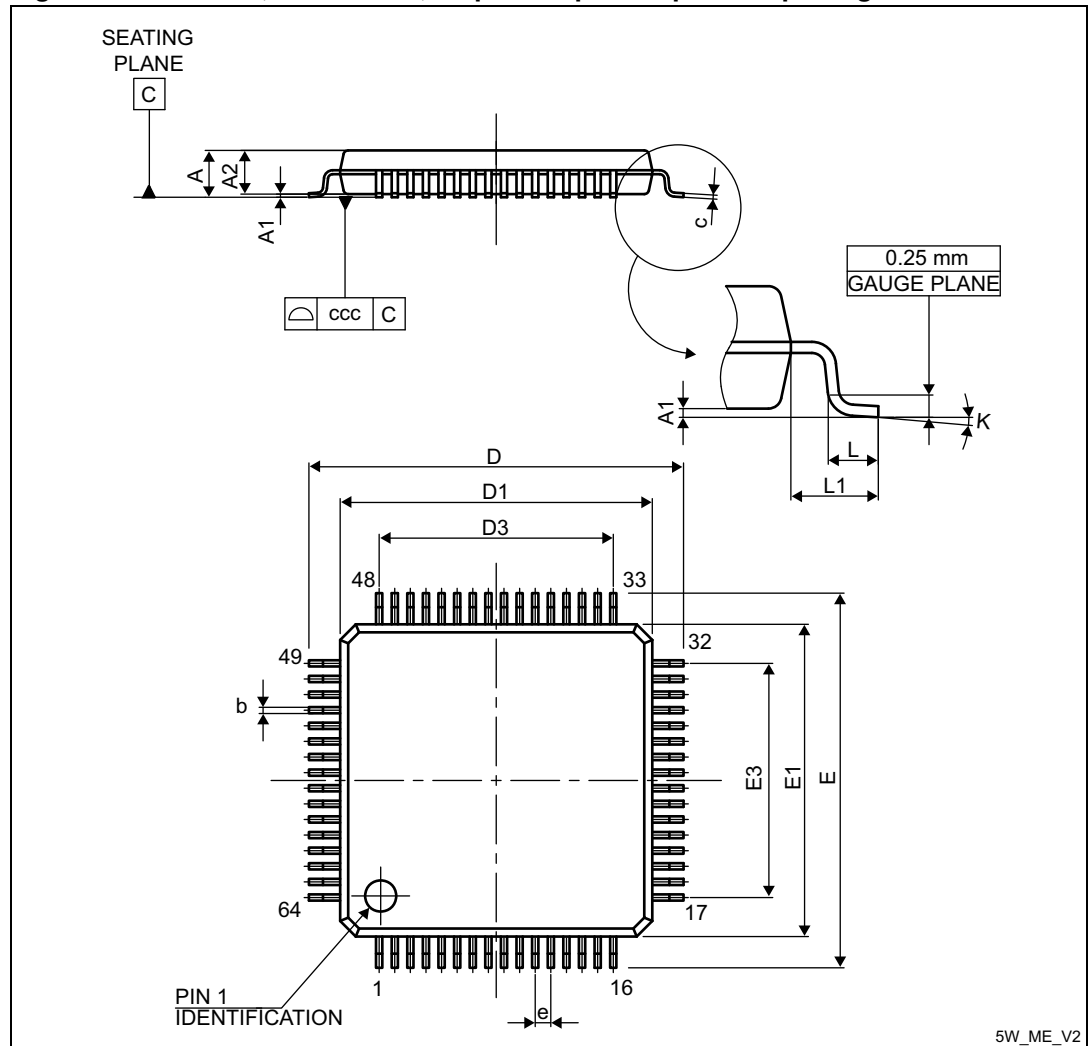 SEATING
PLANE
C
A
A2
A1
c
ccc C
0.25 mm
GAUGE PLANE
A1
K
L
L1
D
D1
D3
48
33
49
32
b
E3
E1
E
64
17
PIN 1
IDENTIFICATION
1
16
e
5W_ME_V2